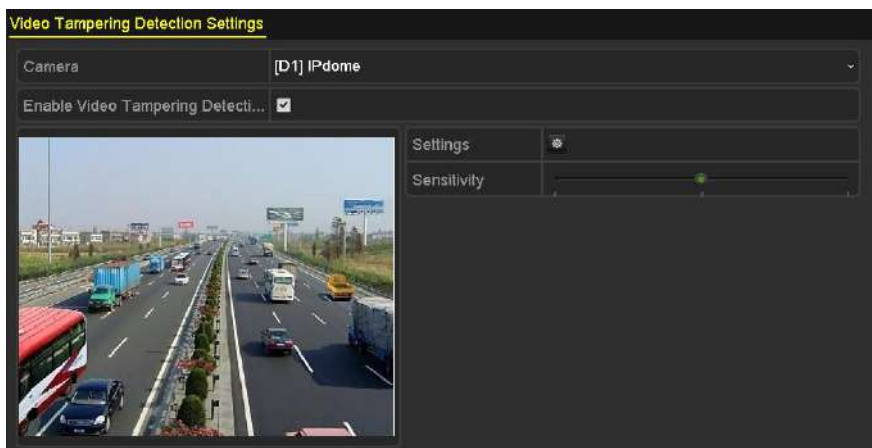 Video Tampering Detection Settings
Camera
[D1] IPdome
Enable Video Tampering Detecti...
Settings
Sensitivity